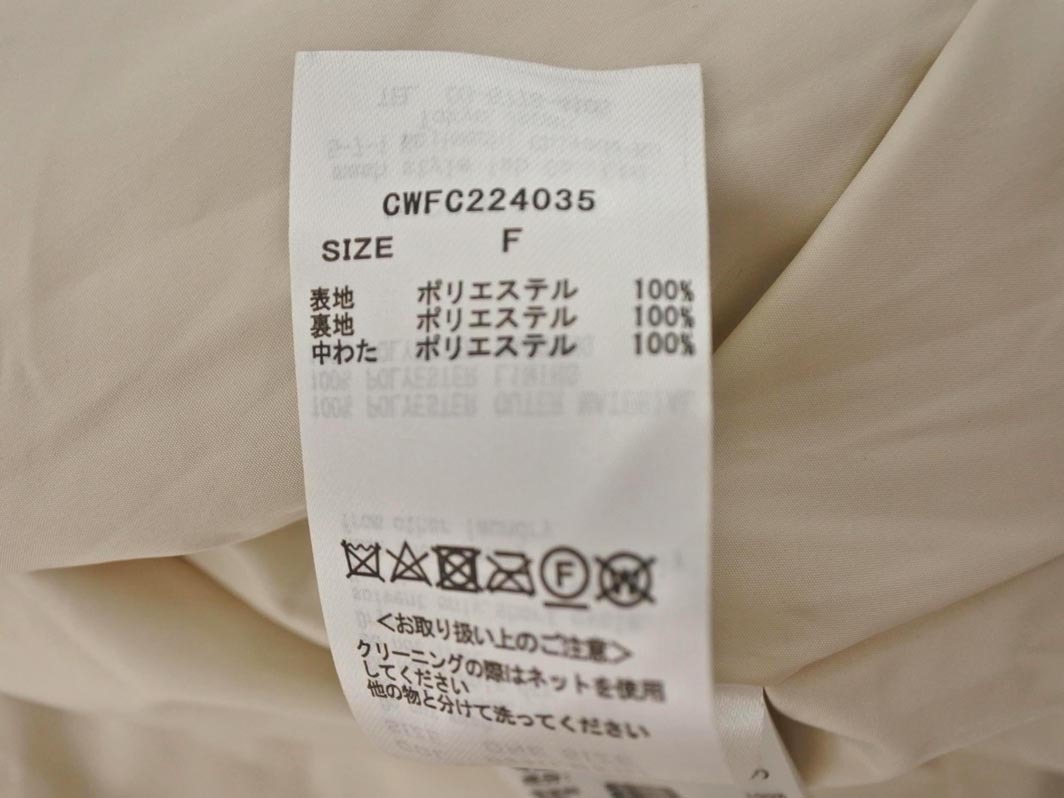 CWFC224035
SIZE F
表地 ポリエステル 100%
裏地 ポリエステル 100%
中わた ポリエステル 100%
F W
<お取り扱い上のご注意>
クリーニングの際はネットを使用
してください
他の物と分けて洗ってください